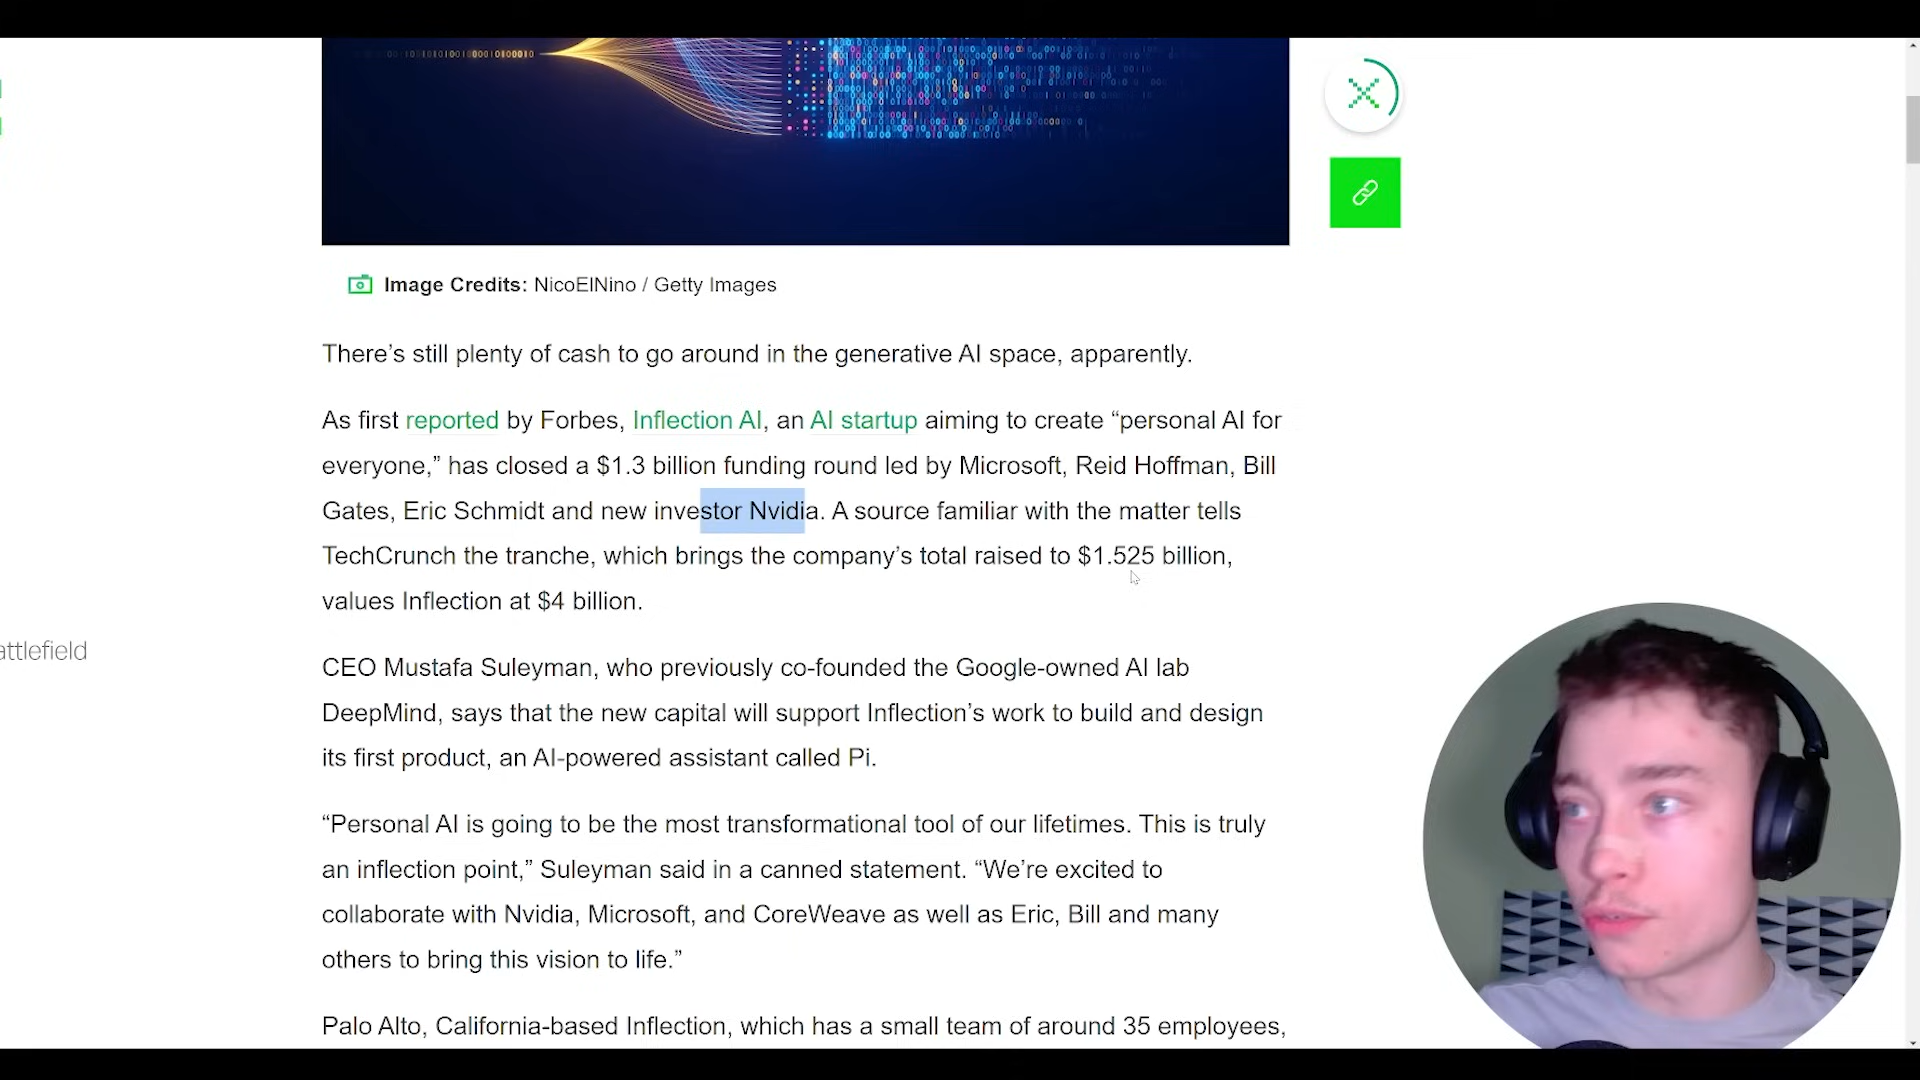 Image Credits: NicoElNino / Getty Images
There’s still plenty of cash to go around in the generative AI space, apparently.
As first reported by Forbes, Inflection AI, an AI startup aiming to create “personal AI for
everyone,” has closed a $1.3 billion funding round led by Microsoft, Reid Hoffman, Bill
Gates, Eric Schmidt and new investor Nvidia. A source familiar with the matter tells
TechCrunch the tranche, which brings the company’s total raised to $1.525 billion,
values Inflection at $4 billion.
attlefield
CEO Mustafa Suleyman, who previously co-founded the Google-owned AI lab
DeepMind, says that the new capital will support Inflection’s work to build and design
its first product, an AI-powered assistant called Pi.
“Personal AI is going to be the most transformational tool of our lifetimes. This is truly
an inflection point,” Suleyman said in a canned statement. “We’re excited to
collaborate with Nvidia, Microsoft, and CoreWeave as well as Eric, Bill and many
others to bring this vision to life.”
Palo Alto, California-based Inflection, which has a small team of around 35 employees,